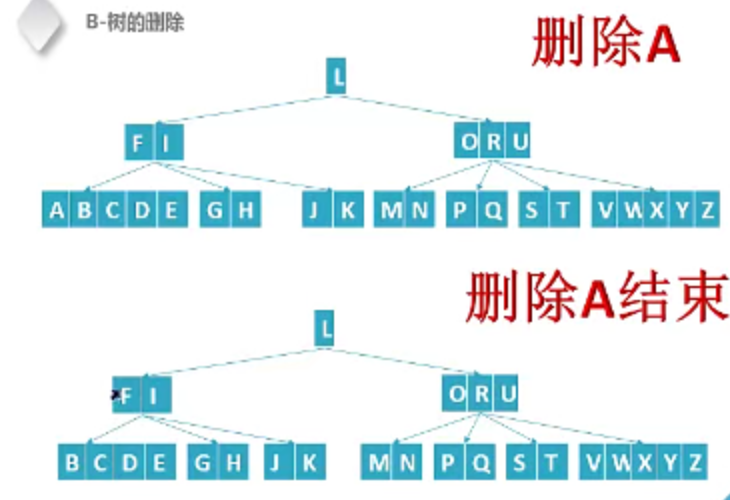 B-树的删除
删除A
L
F I
O R U
A B C D E G H J K M N P Q S T V W X Y Z
删除A结束
L
F I
O R U
B C D E G H J K M N P Q S T V W X Y Z